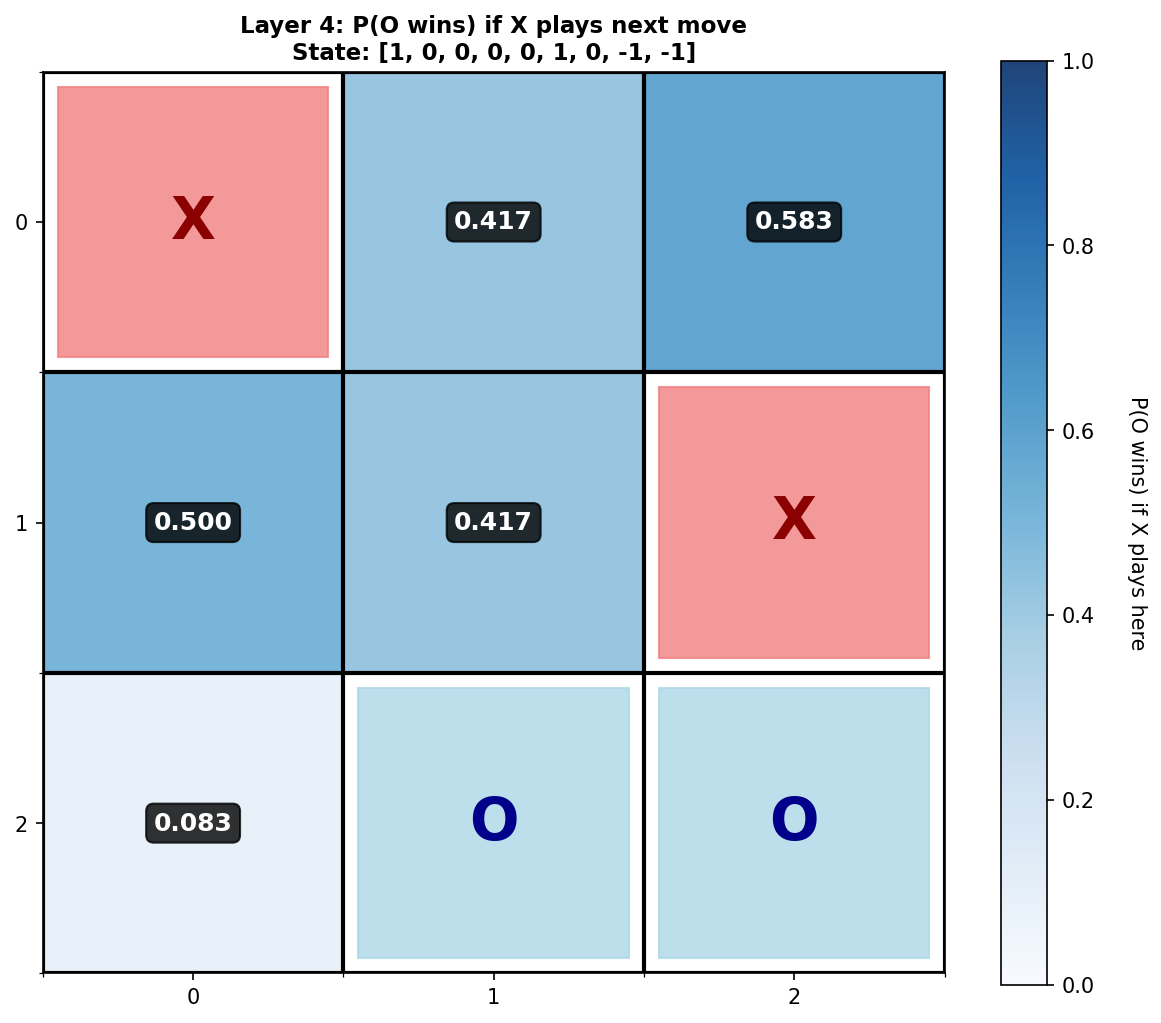 Layer 4: P(O wins) if X plays next move
State: [1, 0, 0, 0, 0, 1, 0, -1, -1]
0
X
0.417
0.583
1
0.500
0.417
X
2
0.083
O
O
0
1
2
1.0
0.8
0.6
0.4
0.2
0.0
P(O wins) if X plays here